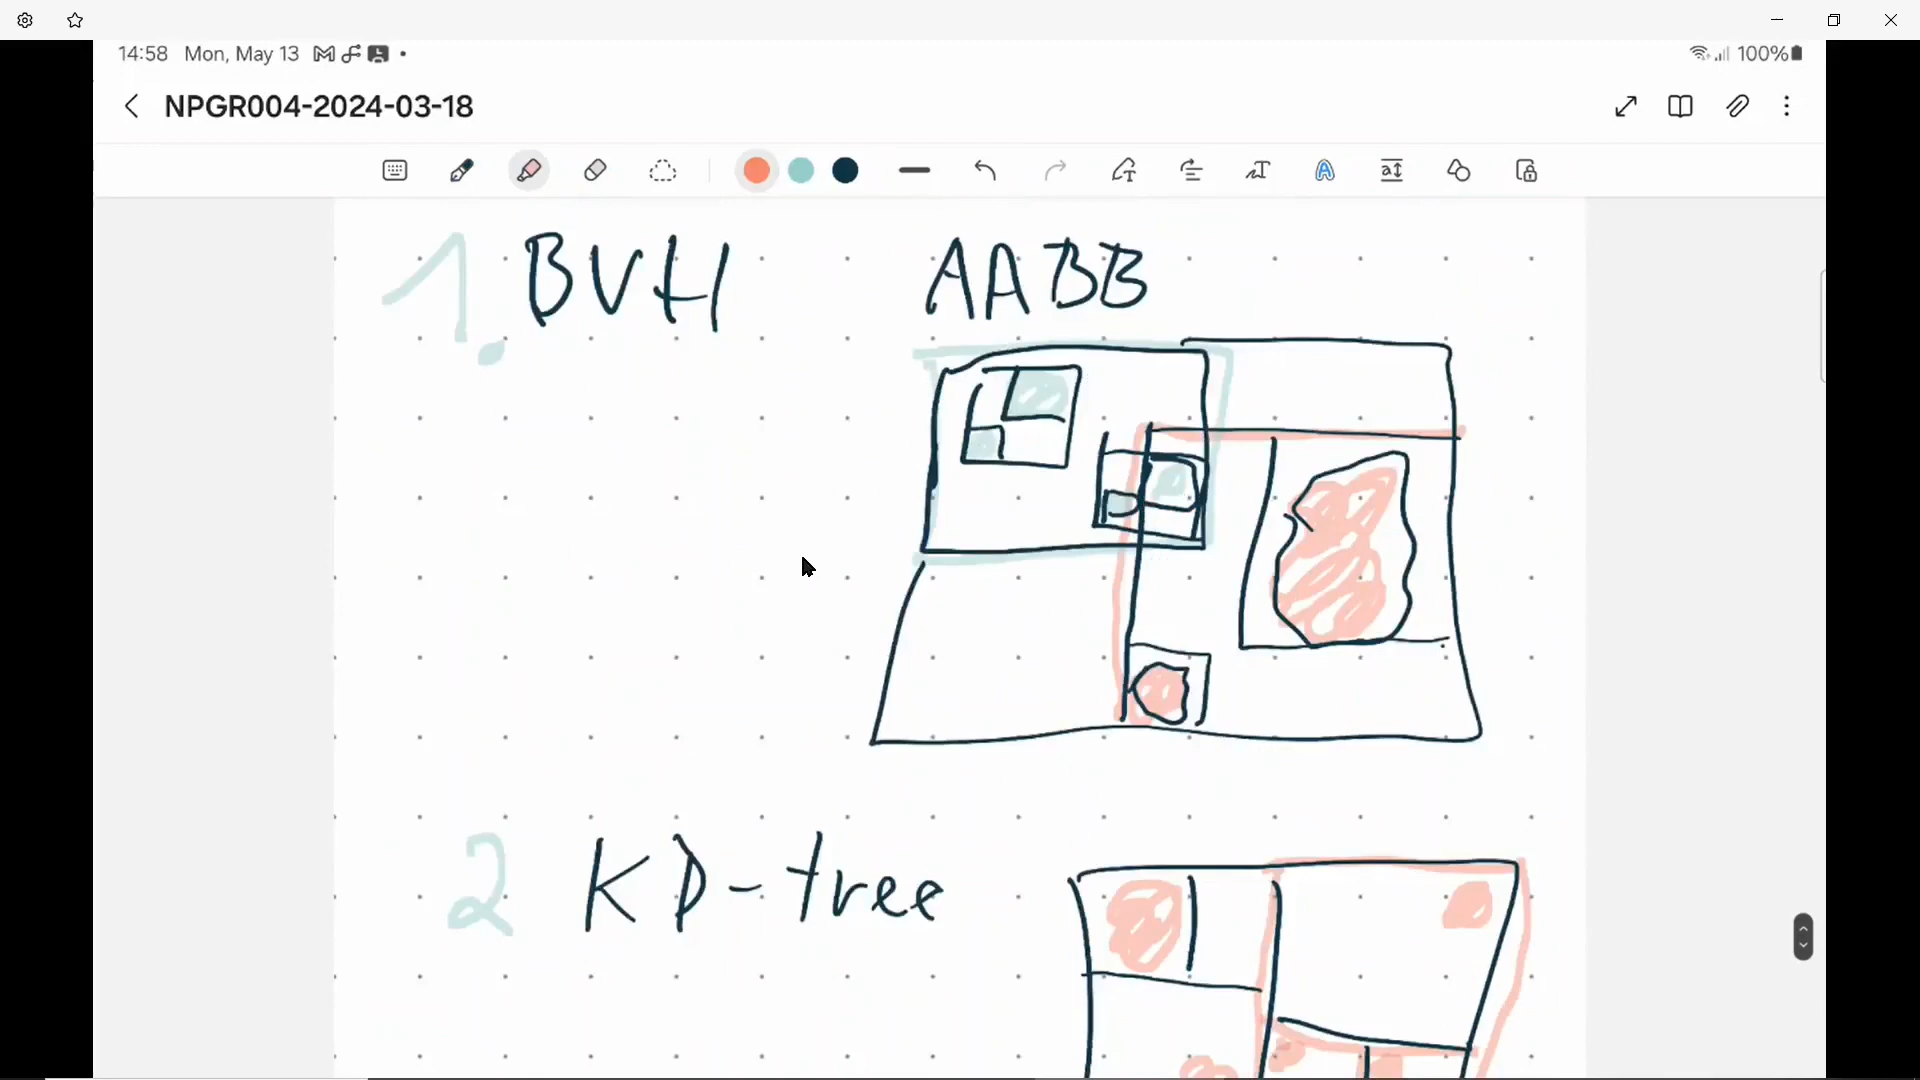 14:58 Mon, May 13
100%
NPGR004-2024-03-18
1. BVH AABB
2 KD-tree